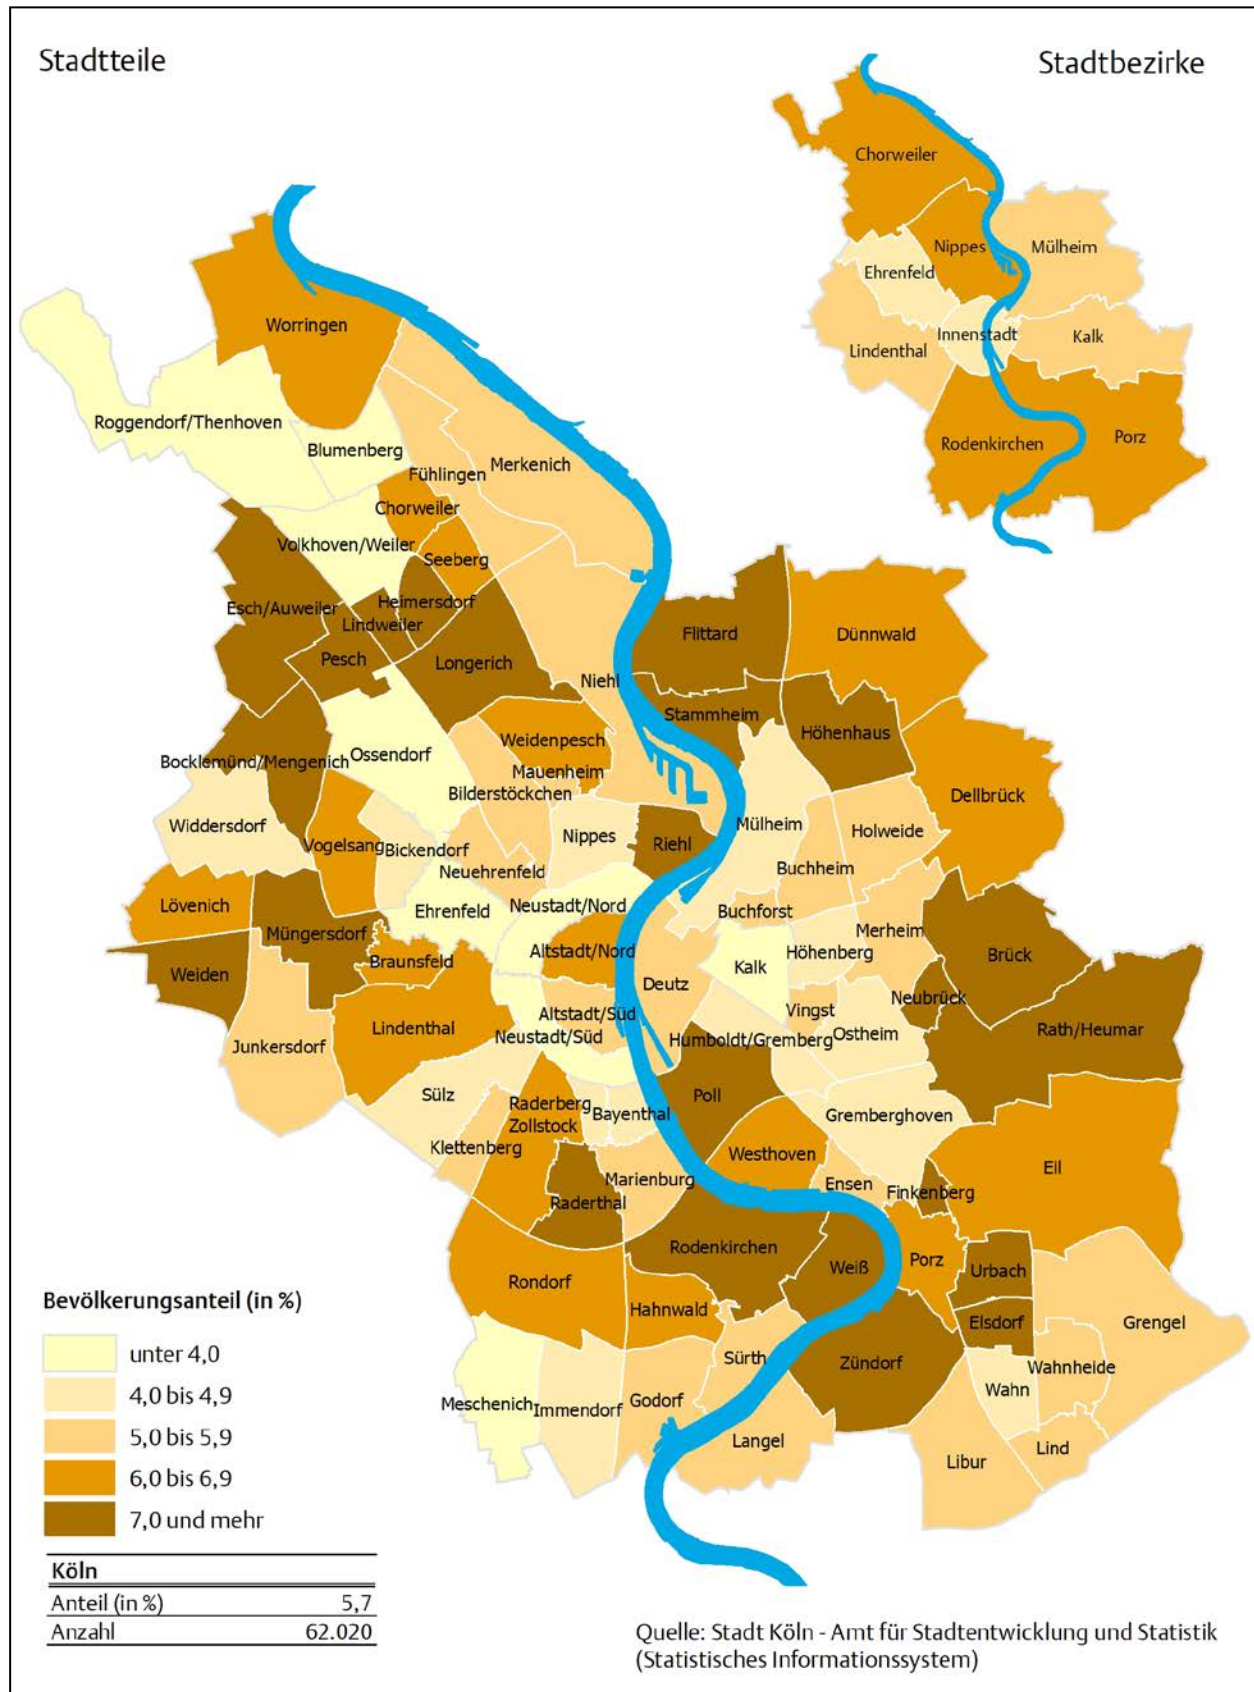 Stadtteile
Stadtbezirke
Chorweiler
Nippes
Mülheim
Ehrenfeld
Innenstadt
Kalk
Lindenthal
Rodenkirchen
Porz
Worringen
Roggendorf/Thenhoven
Blumenberg
Merkenich
Fühlingen
Chorweiler
Volkhoven/Weiler
Seeberg
Heimersdorf
Esch/Auweiler
Lindweiler
Pesch
Longerich
Flittard
Dünnwald
Niehl
Stammheim
Höhenhaus
Weidenpesch
Ossendorf
Bocklemünd/Mengenich
Mauenheim
Bilderstöckchen
Dellbrück
Widdersdorf
Vogelsang
Bickendorf
Nippes
Riehl
Mülheim
Holweide
Neuehrenfeld
Buchheim
Lövenich
Ehrenfeld
Neustadt/Nord
Buchforst
Müngersdorf
Merheim
Altstadt/Nord
Höhenberg
Brück
Braunsfeld
Weiden
Kalk
Deutz
Neubrück
Vingst
Altstadt/Süd
Lindenthal
Rath/Heumar
Neustadt/Süd
Humboldt/Gremberg
Ostheim
Junkersdorf
Sülz
Poll
Raderberg
Bayenthal
Gremberghoven
Zollstock
Klettenberg
Westhoven
Eil
Marienburg
Ensen
Finkenberg
Raderthal
Rodenkirchen
Weiß
Porz
Urbach
Rondorf
Hahnwald
Elsdorf
Grengel
Sürth
Zündorf
Wahnheide
Wahn
Meschenich
Immendorf
Godorf
Langel
Lind
Libur
Bevölkerungsanteil (in %)
unter 4,0
4,0 bis 4,9
5,0 bis 5,9
6,0 bis 6,9
7,0 und mehr
Köln
Anteil (in %) 5,7
Anzahl 62.020
Quelle: Stadt Köln - Amt für Stadtentwicklung und Statistik
(Statistisches Informationssystem)